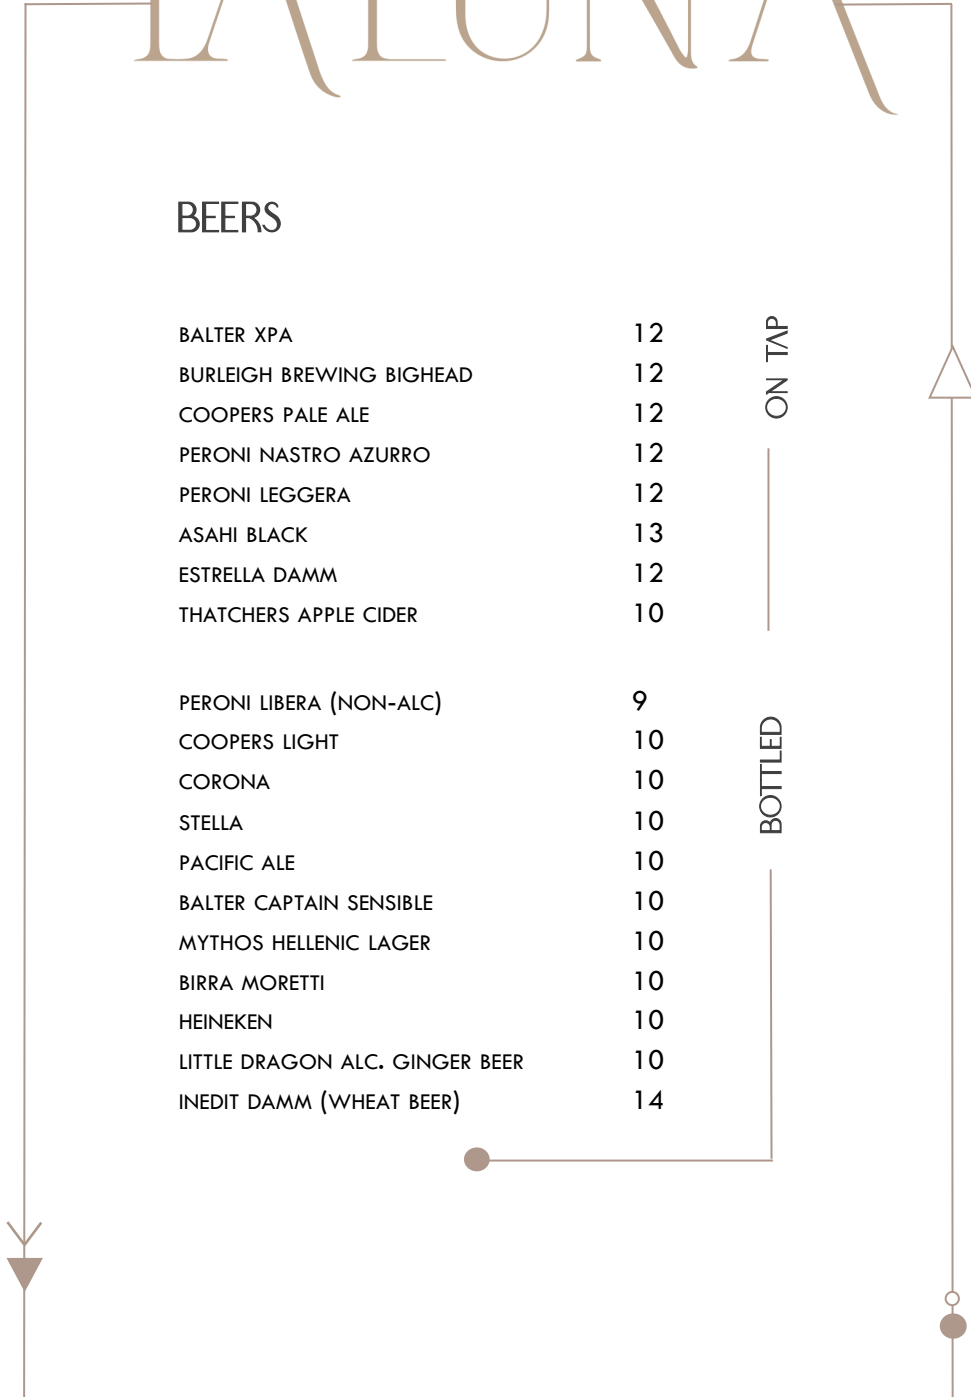 LA LUNA
BEERS
BALTER XPA 12
BURLEIGH BREWING BIGHEAD 12
COOPERS PALE ALE 12
PERONI NASTRO AZURRO 12
PERONI LEGGERA 12
ASAHI BLACK 13
ESTRELLA DAMM 12
THATCHERS APPLE CIDER 10
ON TAP
PERONI LIBERA (NON-ALC) 9
COOPERS LIGHT 10
CORONA 10
STELLA 10
PACIFIC ALE 10
BALTER CAPTAIN SENSIBLE 10
MYTHOS HELLENIC LAGER 10
BIRRA MORETTI 10
HEINEKEN 10
LITTLE DRAGON ALC. GINGER BEER 10
INEDIT DAMM (WHEAT BEER) 14
BOTTLED